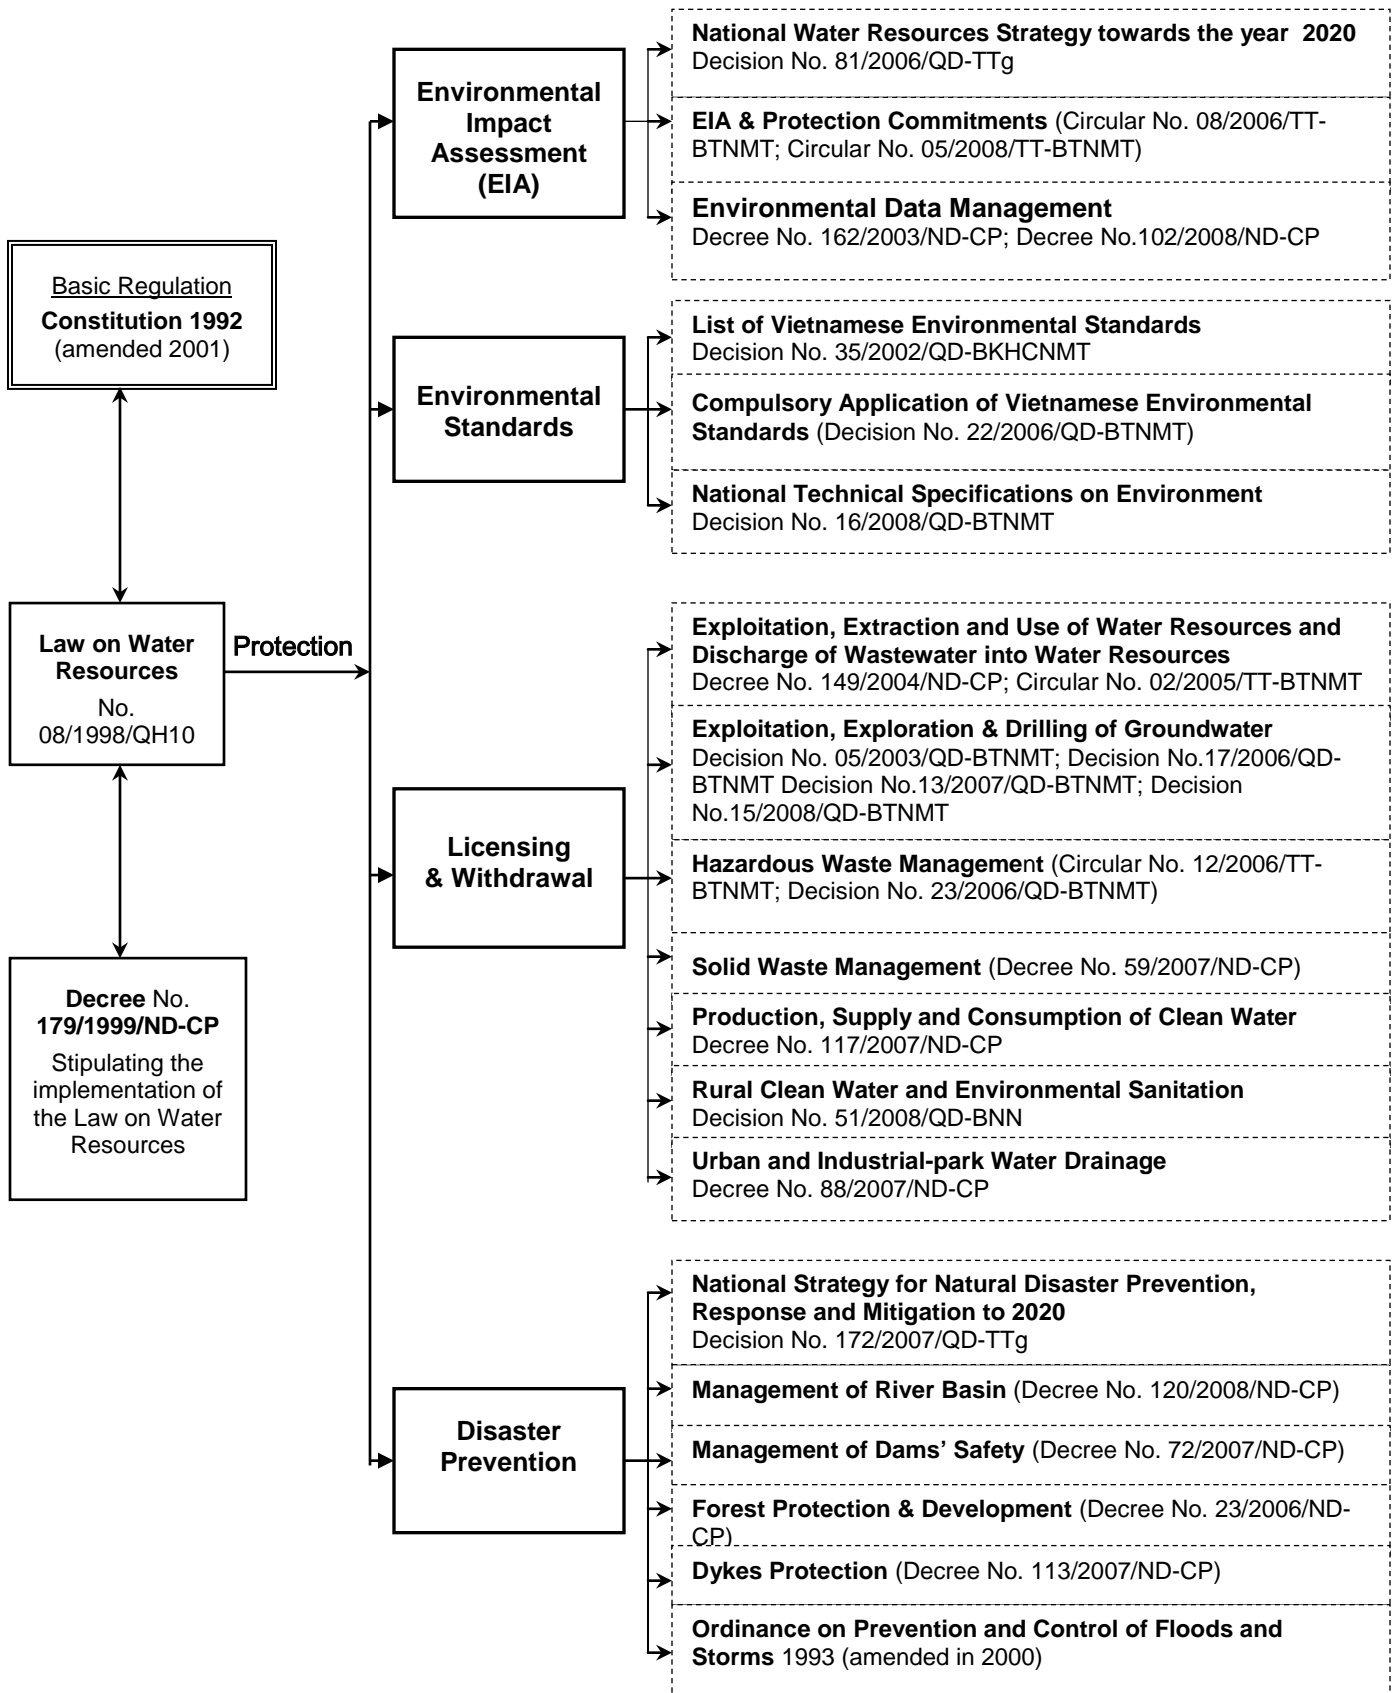 Basic Regulation
Constitution 1992
(amended 2001)
Law on Water
Resources
No.
08/1998/QH10
Protection
Decree No.
179/1999/ND-CP
Stipulating the
implementation of
the Law on Water
Resources
Environmental
Impact
Assessment
(EIA)
National Water Resources Strategy towards the year 2020
Decision No. 81/2006/QD-TTg
EIA & Protection Commitments (Circular No. 08/2006/TT-
BTNMT; Circular No. 05/2008/TT-BTNMT)
Environmental Data Management
Decree No. 162/2003/ND-CP; Decree No.102/2008/ND-CP
Environmental
Standards
List of Vietnamese Environmental Standards
Decision No. 35/2002/QD-BKHCNMT
Compulsory Application of Vietnamese Environmental
Standards (Decision No. 22/2006/QD-BTNMT)
National Technical Specifications on Environment
Decision No. 16/2008/QD-BTNMT
Licensing
& Withdrawal
Exploitation, Extraction and Use of Water Resources and
Discharge of Wastewater into Water Resources
Decree No. 149/2004/ND-CP; Circular No. 02/2005/TT-BTNMT
Exploitation, Exploration & Drilling of Groundwater
Decision No. 05/2003/QD-BTNMT; Decision No.17/2006/QD-
BTNMT Decision No.13/2007/QD-BTNMT; Decision
No.15/2008/QD-BTNMT
Hazardous Waste Management (Circular No. 12/2006/TT-
BTNMT; Decision No. 23/2006/QD-BTNMT)
Solid Waste Management (Decree No. 59/2007/ND-CP)
Production, Supply and Consumption of Clean Water
Decree No. 117/2007/ND-CP
Rural Clean Water and Environmental Sanitation
Decision No. 51/2008/QD-BNN
Urban and Industrial-park Water Drainage
Decree No. 88/2007/ND-CP
Disaster
Prevention
National Strategy for Natural Disaster Prevention,
Response and Mitigation to 2020
Decision No. 172/2007/QD-TTg
Management of River Basin (Decree No. 120/2008/ND-CP)
Management of Dams’ Safety (Decree No. 72/2007/ND-CP)
Forest Protection & Development (Decree No. 23/2006/ND-
CP)
Dykes Protection (Decree No. 113/2007/ND-CP)
Ordinance on Prevention and Control of Floods and
Storms 1993 (amended in 2000)